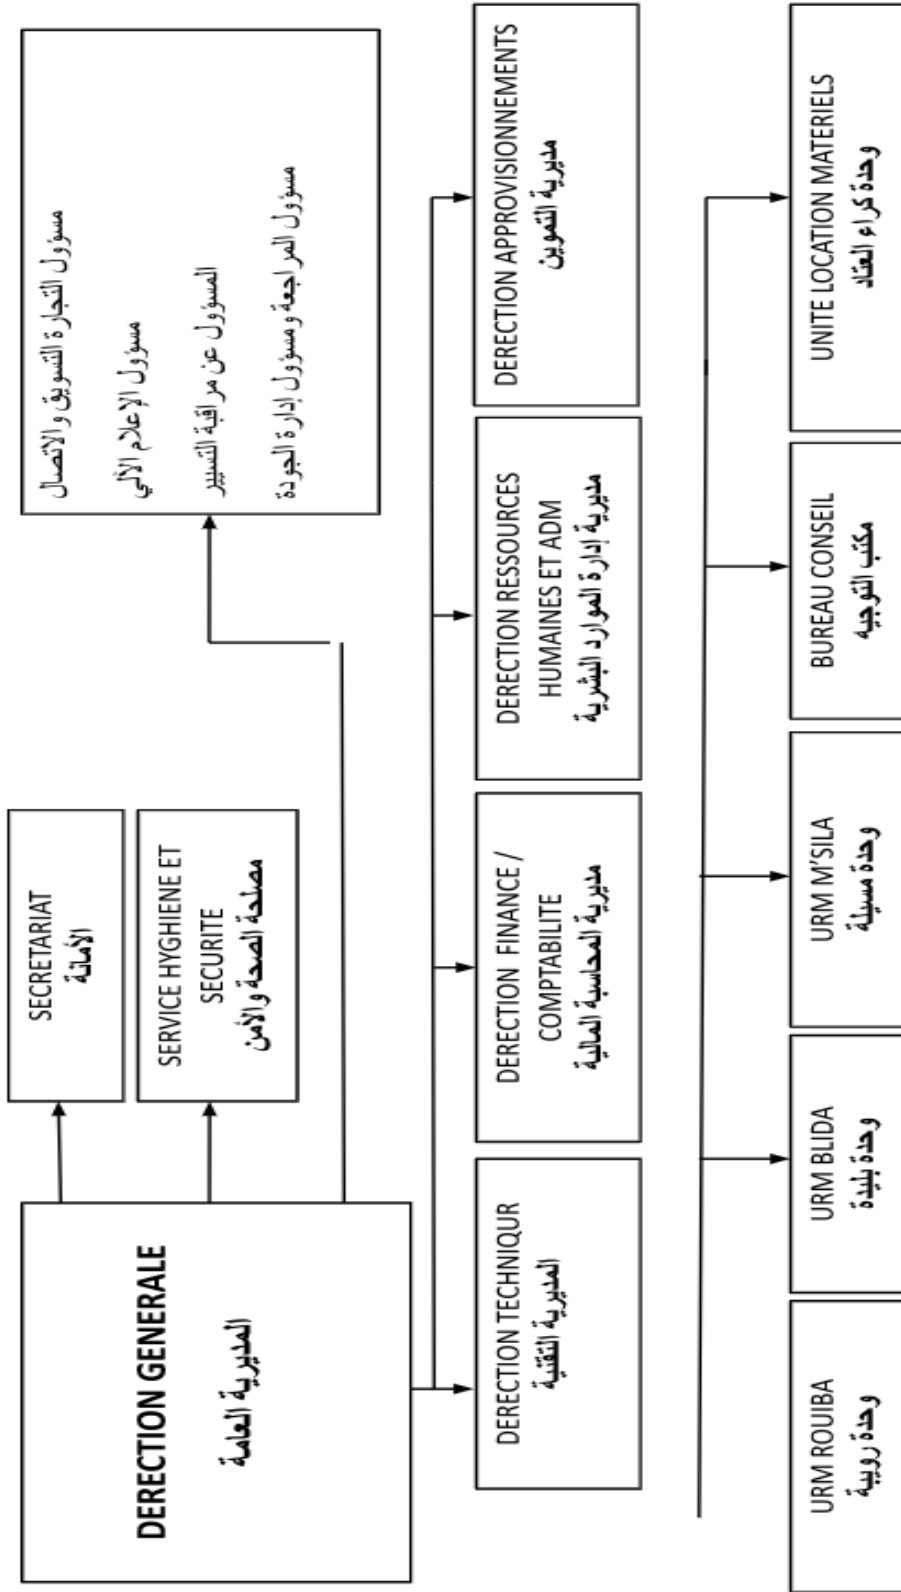 DERECTION GENERALE
المديرية العامة
SECRETARIAT
الأمانة
SERVICE HYGHIENE ET
SECURITE
مصلحة الصحة والأمن
مسؤول التجارة التسويق والاتصال
مسؤول الإعلام الآلي
المسؤول عن مراقبة التسيير
مسؤول المراجعة ومسؤول إدارة الجودة
DERECTION TECHNIQUR
المديرية التقنية
DERECTION FINANCE /
COMPTABILITE
مديرية المحاسبة المالية
DERECTION RESSOURCES
HUMAINES ET ADM
مديرية إدارة الموارد البشرية
DERECTION APPROVISIONNEMENTS
مديرية التموين
URM ROUIBA
وحدة رويبة
URM BLIDA
وحدة بليدة
URM M'SILA
وحدة مسيلة
BUREAU CONSEIL
مكتب التوجيه
UNITE LOCATION MATERIELS
وحدة كراء العتاد